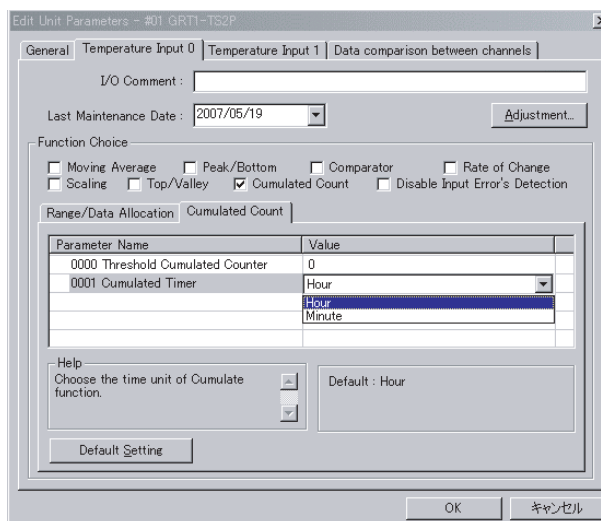 Edit Unit Parameters - #01 GRT1-TS2P
General Temperature Input 0 Temperature Input 1 Data comparison between channels
I/O Comment :
Last Maintenance Date : 2007/05/19 Adjustment...
Function Choice
Moving Average Peak/Bottom Comparator Rate of Change
Scaling Top/Valley Cumulated Count Disable Input Error's Detection
Range/Data Allocation Cumulated Count
Parameter Name Value
0000 Threshold Cumulated Counter 0
0001 Cumulated Timer Hour
Hour
Minute
Help
Choose the time unit of Cumulate
function.
Default : Hour
Default Setting
OK キャンセル